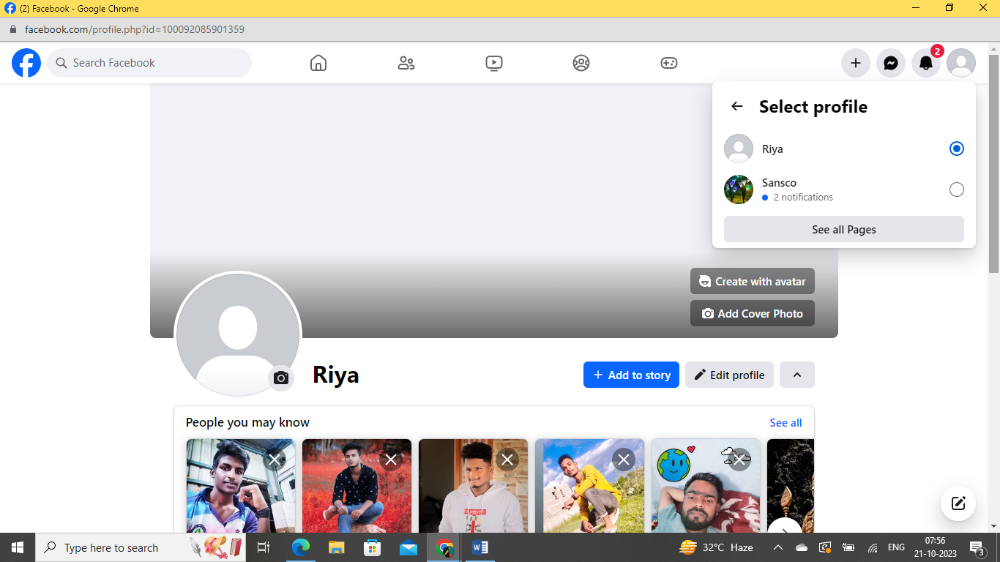 (2) Facebook - Google Chrome
facebook.com/profile.php?id=100092085901359
Search Facebook
2
Select profile
Riya
Sansco
2 notifications
See all Pages
Create with avatar
Add Cover Photo
Riya
Add to story
Edit profile
People you may know
See all
Type here to search
32°C Haze
ENG
07:56
21-10-2023
3